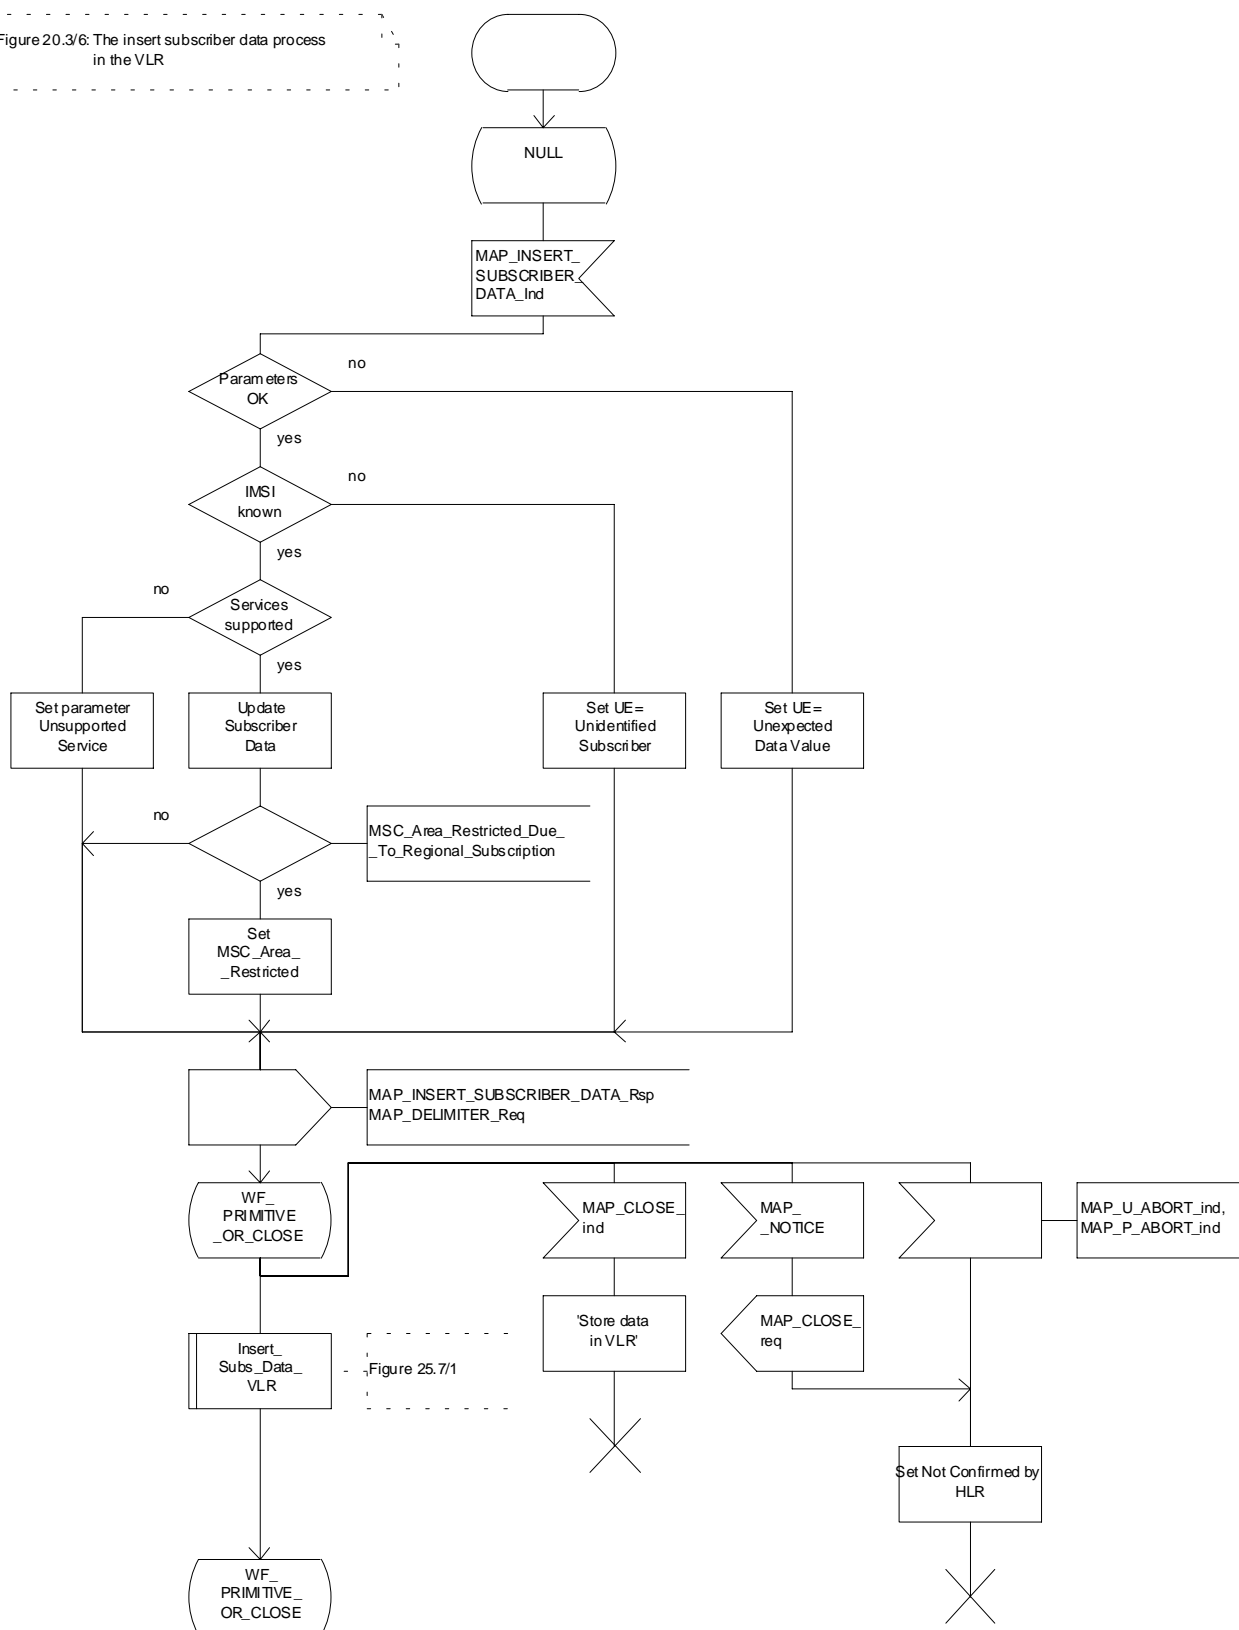 Figure 20.3/6: The insert subscriber data process
in the VLR
NULL
MAP_INSERT_
SUBSCRIBER_
DATA_Ind
no
Parameters
OK
yes
no
IMSI
known
yes
no
Services
supported
yes
Set parameter
Unsupported
Service
Update
Subscriber
Data
Set UE=
Unidentified
Subscriber
Set UE=
Unexpected
Data Value
no
MSC_Area_Restricted_Due_
_To_Regional_Subscription
yes
Set
MSC_Area_
_Restricted
MAP_INSERT_SUBSCRIBER_DATA_Rsp
MAP_DELIMITER_Req
WF_
PRIMITIVE
_OR_CLOSE
MAP_CLOSE_
ind
MAP_
_NOTICE
MAP_U_ABORT_ind,
MAP_P_ABORT_ind
'Store data
in VLR'
MAP_CLOSE_
req
Insert_
Subs_Data_
VLR
Figure 25.7/1
Set Not Confirmed by
HLR
WF_
PRIMITIVE_
OR_CLOSE